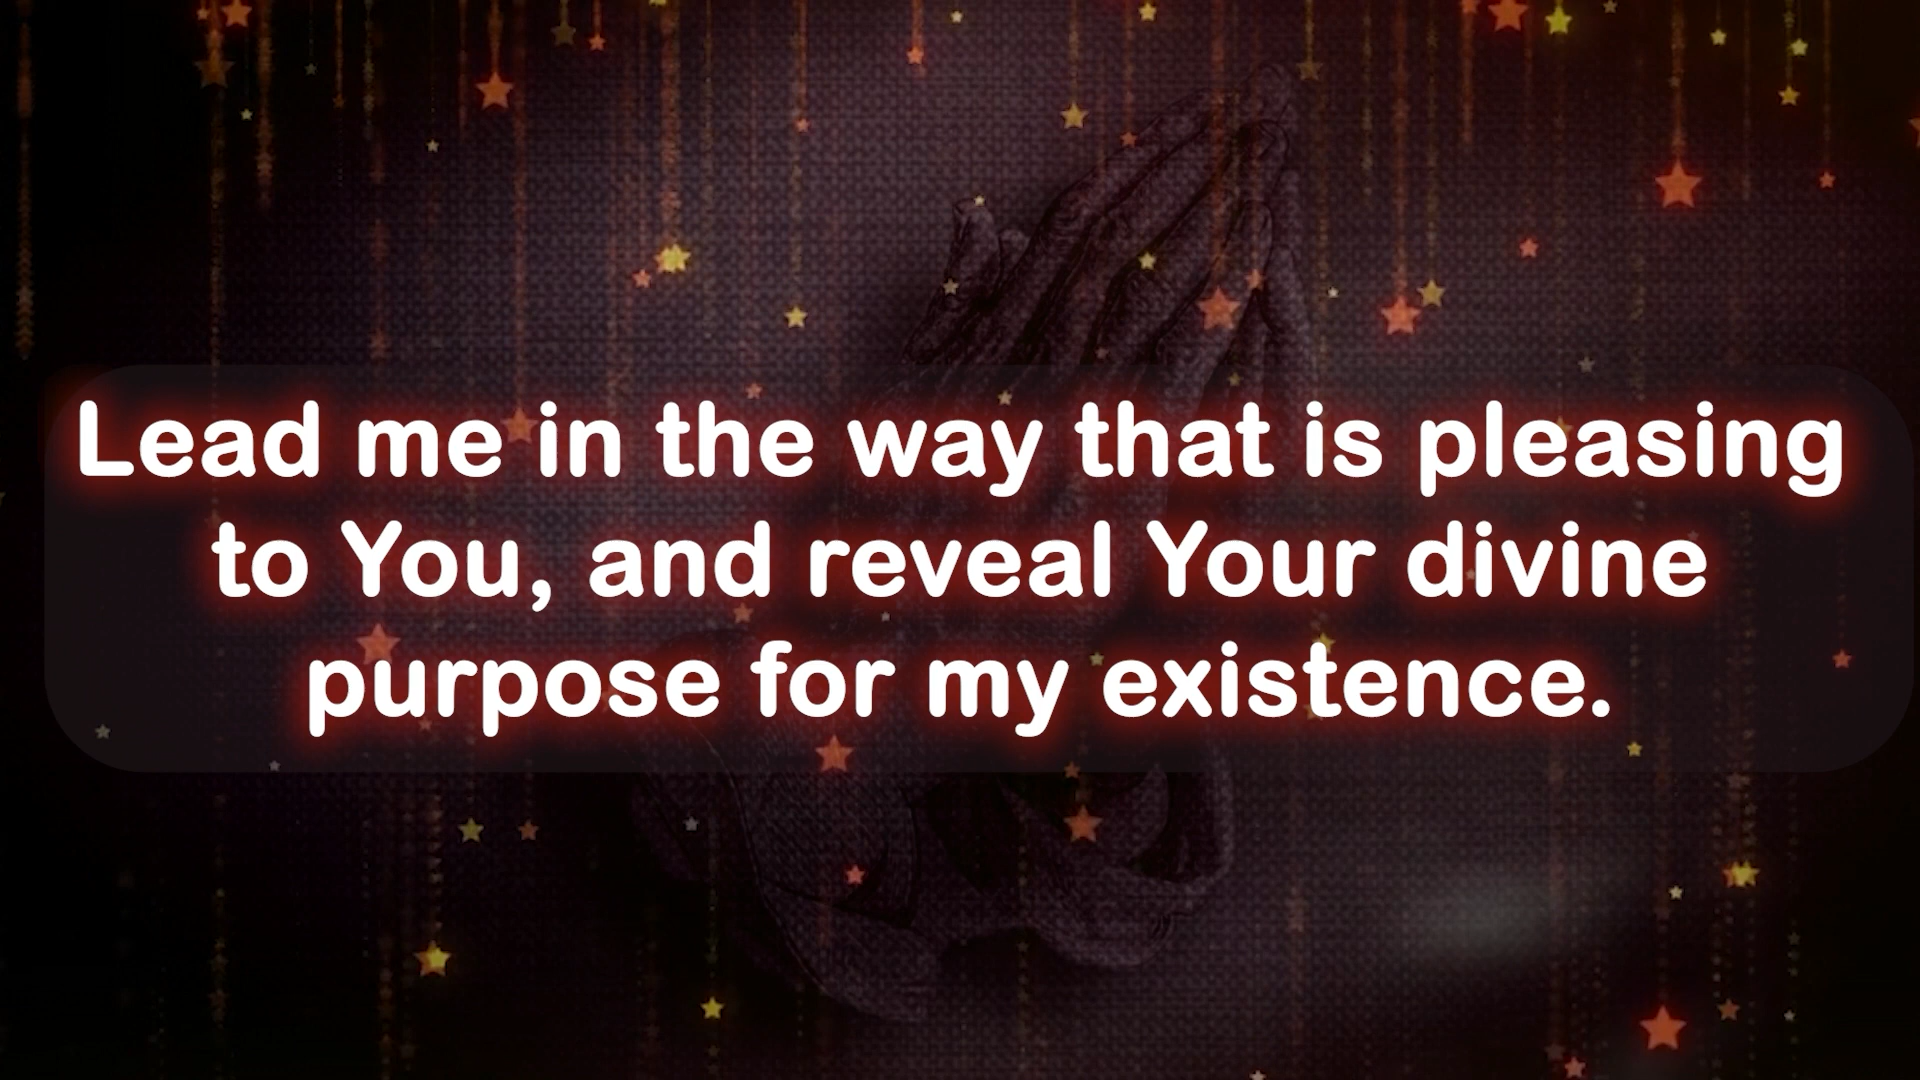 Lead me in the way that is pleasing
to You, and reveal Your divine
purpose for my existence.